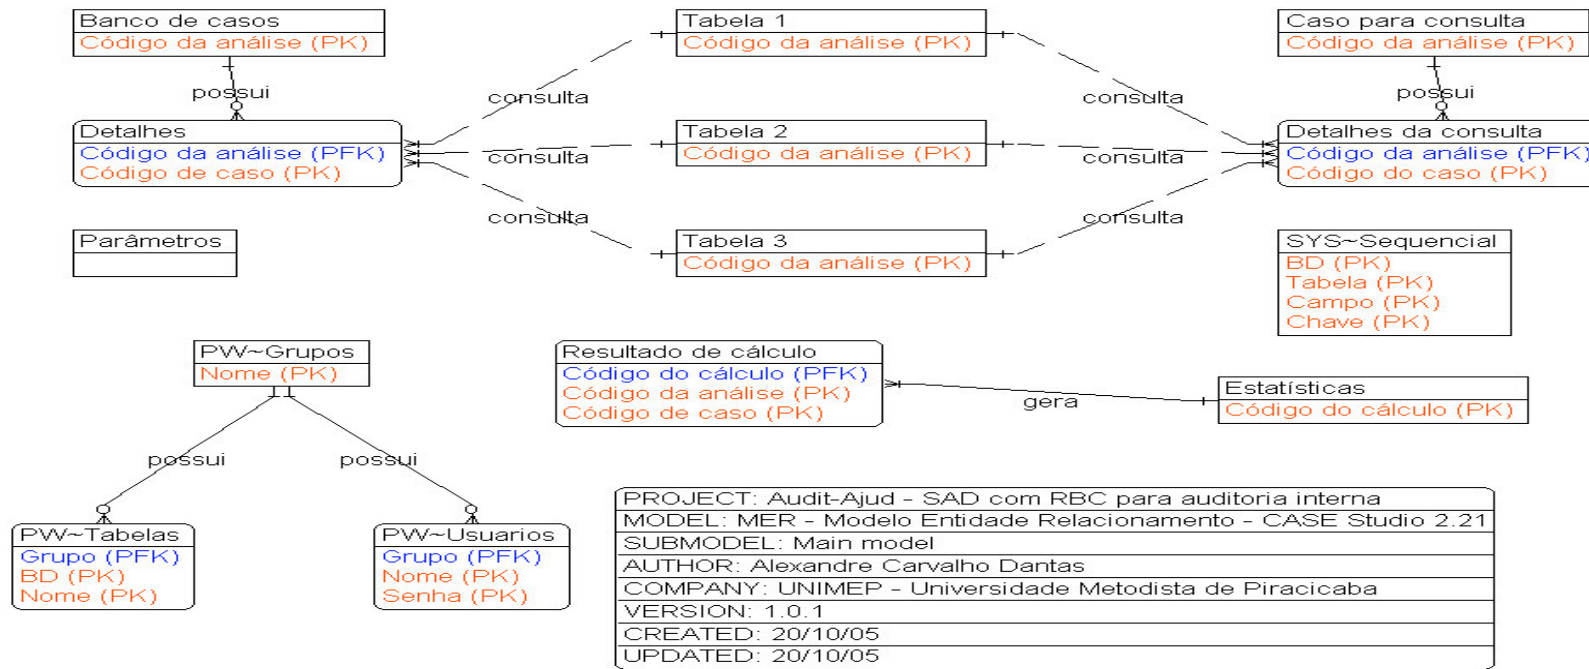 Banco de casos
Código da análise (PK)
Tabela 1
Código da análise (PK)
Caso para consulta
Código da análise (PK)
possui
consulta
consulta
possui
Detalhes
Código da análise (PFK)
Código de caso (PK)
Tabela 2
Código da análise (PK)
Detalhes da consulta
Código da análise (PFK)
Código do caso (PK)
consulta
consulta
consulta
consulta
Parâmetros
Tabela 3
Código da análise (PK)
SYS~Sequencial
BD (PK)
Tabela (PK)
Campo (PK)
Chave (PK)
PW~Grupos
Nome (PK)
Resultado de cálculo
Código do cálculo (PFK)
Código da análise (PK)
Código de caso (PK)
gera
Estatísticas
Código do cálculo (PK)
possui
possui
PW~Tabelas
Grupo (PFK)
BD (PK)
Nome (PK)
PW~Usuarios
Grupo (PFK)
Nome (PK)
Senha (PK)
PROJECT: Audit-Ajud - SAD com RBC para auditoria interna
MODEL: MER - Modelo Entidade Relacionamento - CASE Studio 2.21
SUBMODEL: Main model
AUTHOR: Alexandre Carvalho Dantas
COMPANY: UNIMEP - Universidade Metodista de Piracicaba
VERSION: 1.0.1
CREATED: 20/10/05
UPDATED: 20/10/05